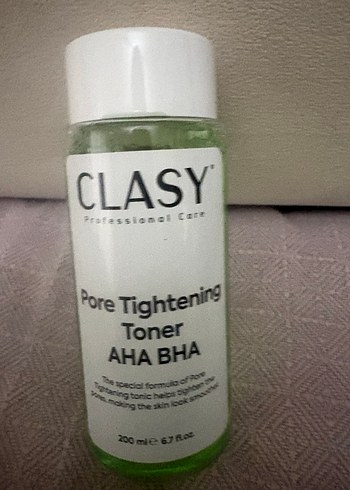 CLASY®
Professional Care
Pore Tightening
Toner
AHA BHA
The special formula of Pore
Tightening tonic helps tighten the
pores, making the skin look smoother.
200 ml ℮ 6.7 fl.oz.